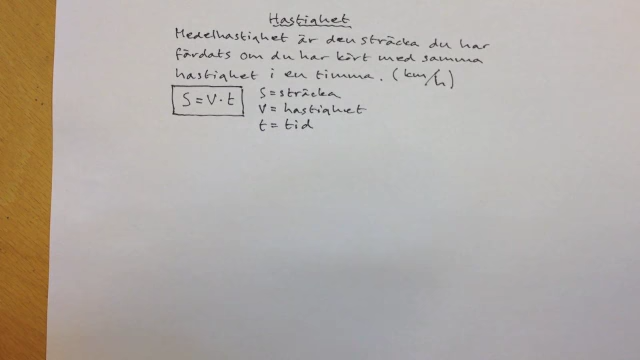 Hastighet
Medelhastighet är den sträcka du har
färdats om du har kört med samma
hastighet i en timma. (km/h)
S = V · t
S = sträcka
V = hastighet
t = tid